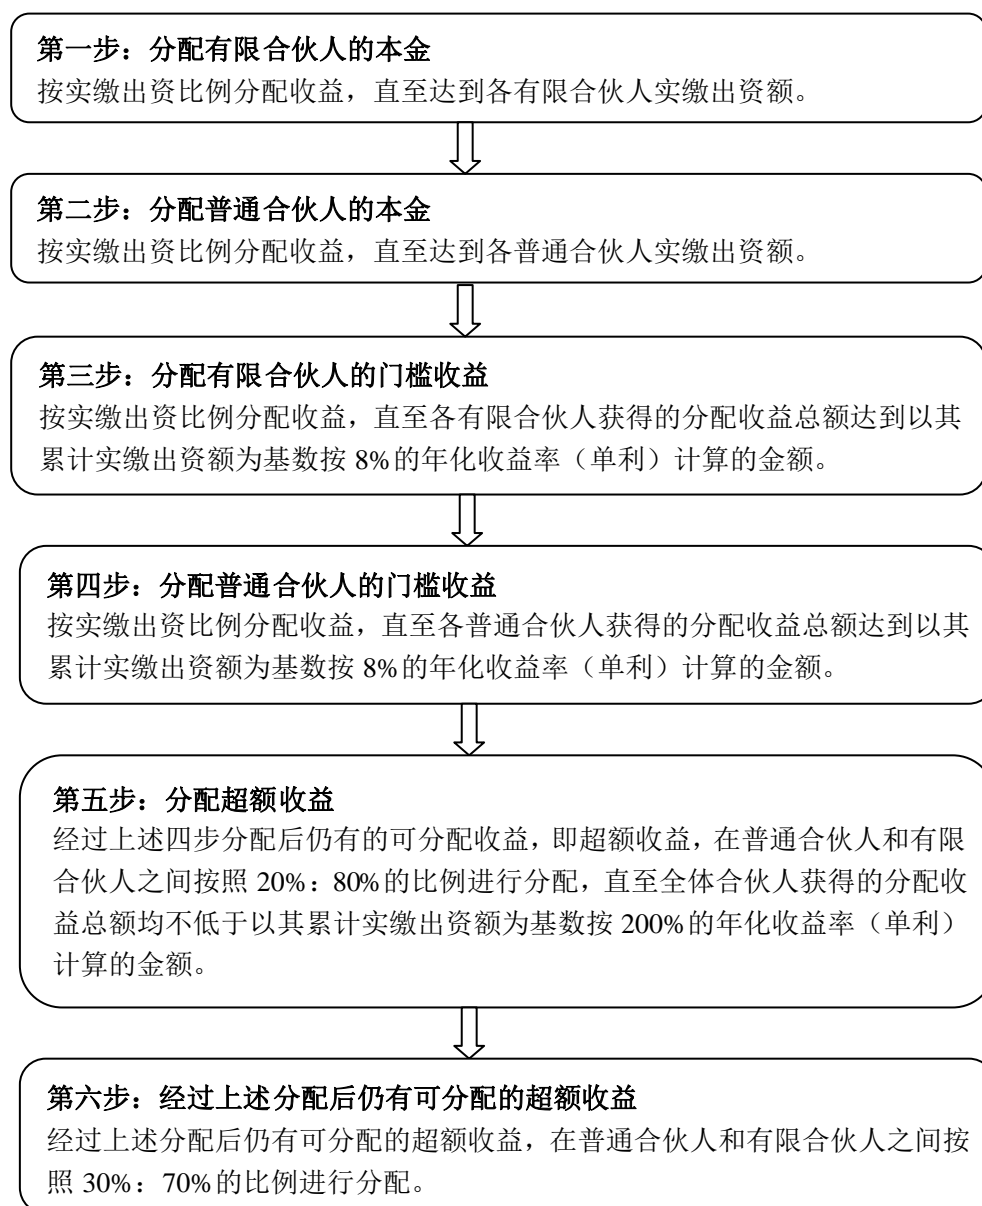 第一步：分配有限合伙人的本金
按实缴出资比例分配收益，直至达到各有限合伙人实缴出资额。
第二步：分配普通合伙人的本金
按实缴出资比例分配收益，直至达到各普通合伙人实缴出资额。
第三步：分配有限合伙人的门槛收益
按实缴出资比例分配收益，直至各有限合伙人获得的分配收益总额达到以其
累计实缴出资额为基数按 8%的年化收益率（单利）计算的金额。
第四步：分配普通合伙人的门槛收益
按实缴出资比例分配收益，直至各普通合伙人获得的分配收益总额达到以其
累计实缴出资额为基数按 8%的年化收益率（单利）计算的金额。
第五步：分配超额收益
经过上述四步分配后仍有的可分配收益，即超额收益，在普通合伙人和有限
合伙人之间按照 20%：80%的比例进行分配，直至全体合伙人获得的分配收
益总额均不低于以其累计实缴出资额为基数按 200%的年化收益率（单利）
计算的金额。
第六步：经过上述分配后仍有可分配的超额收益
经过上述分配后仍有可分配的超额收益，在普通合伙人和有限合伙人之间按
照 30%：70%的比例进行分配。